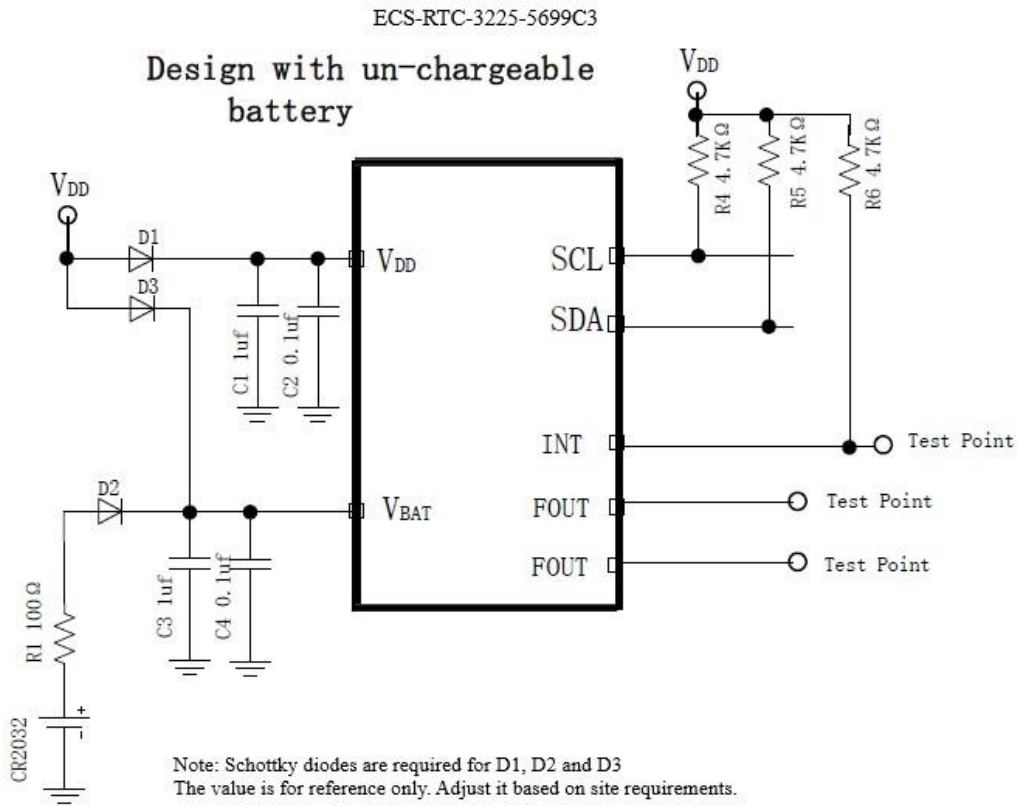 ECS-RTC-3225-5699C3
Design with un-chargeable
battery
VDD
R4 4.7KΩ
R5 4.7KΩ
R6 4.7KΩ
VDD
D1
D3
VDD
SCL
SDA
C1 1uf
C2 0.1uf
INT
Test Point
D2
VBAT
FOUT
Test Point
FOUT
Test Point
C3 1uf
C4 0.1uf
R1 100Ω
+
-
CR2032
Note: Schottky diodes are required for D1, D2 and D3
The value is for reference only. Adjust it based on site requirements.